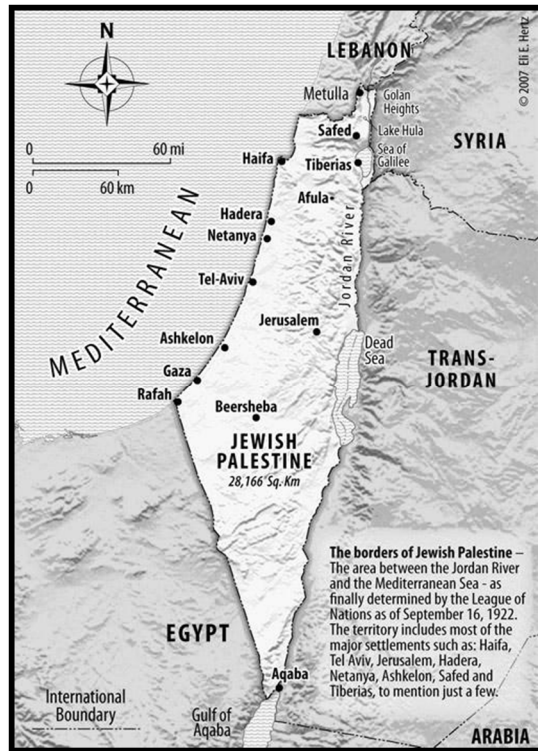 © 2007 Eli E. Hertz
N
LEBANON
Metulla
Golan
Heights
Safed
Lake Hula
SYRIA
0 60 mi
0 60 km
Haifa
Tiberias
Sea of
Galilee
Afula
Hadera
Netanya
Jordan River
MEDITERRANEAN
Tel-Aviv
Jerusalem
Ashkelon
Dead
Sea
TRANS-
JORDAN
Gaza
Rafah
Beersheba
JEWISH
PALESTINE
28,166 Sq. Km
The borders of Jewish Palestine –
The area between the Jordan River
and the Mediterranean Sea - as
finally determined by the League of
Nations as of September 16, 1922.
The territory includes most of the
major settlements such as: Haifa,
Tel Aviv, Jerusalem, Hadera,
Netanya, Ashkelon, Safed and
Tiberias, to mention just a few.
EGYPT
Aqaba
International
Boundary
Gulf of
Aqaba
ARABIA